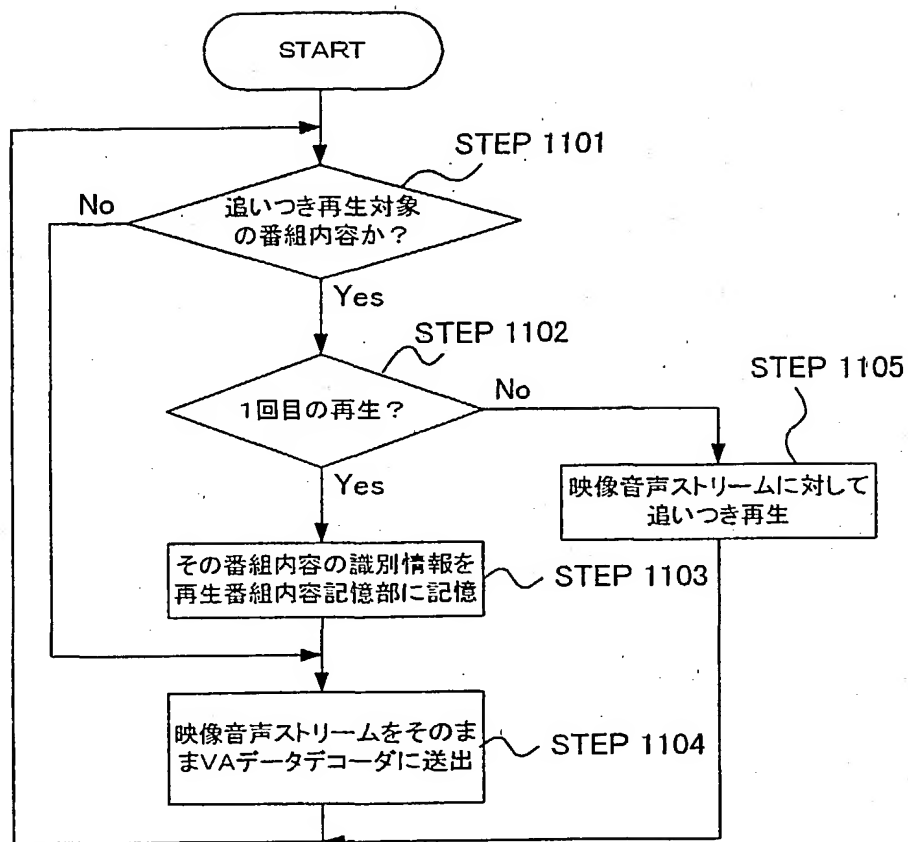 START
STEP 1101
No
追いつき再生対象
の番組内容か？
Yes
STEP 1102
1回目の再生？
No
STEP 1105
Yes
映像音声ストリームに対して
追いつき再生
その番組内容の識別情報を
再生番組内容記憶部に記憶
STEP 1103
映像音声ストリームをそのま
まVAデータデコーダに送出
STEP 1104